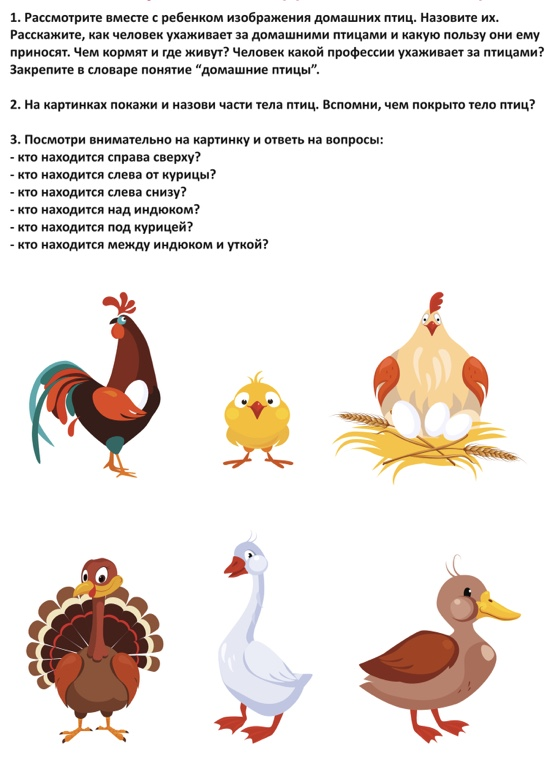 1. Рассмотрите вместе с ребенком изображения домашних птиц. Назовите их.
Расскажите, как человек ухаживает за домашними птицами и какую пользу они ему
приносят. Чем кормят и где живут? Человек какой профессии ухаживает за птицами?
Закрепите в словаре понятие “домашние птицы”.
2. На картинках покажи и назови части тела птиц. Вспомни, чем покрыто тело птиц?
3. Посмотри внимательно на картинку и ответь на вопросы:
- кто находится справа сверху?
- кто находится слева от курицы?
- кто находится слева снизу?
- кто находится над индюком?
- кто находится под курицей?
- кто находится между индюком и уткой?